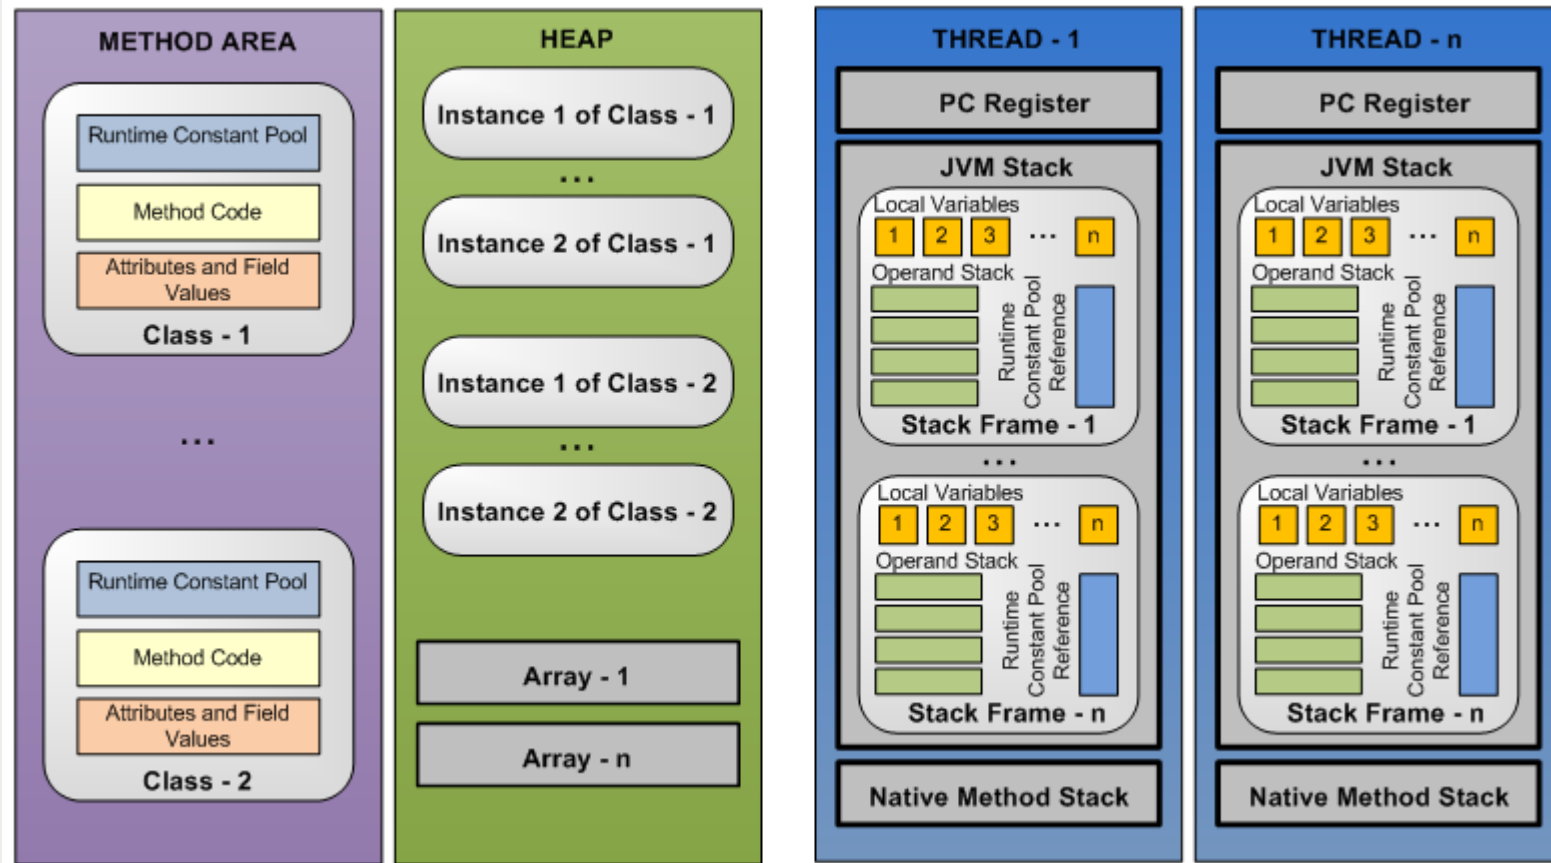 METHOD AREA
Runtime Constant Pool
Method Code
Attributes and Field
Values
Class - 1
...
Runtime Constant Pool
Method Code
Attributes and Field
Values
Class - 2
HEAP
Instance 1 of Class - 1
...
Instance 2 of Class - 1
Instance 1 of Class - 2
...
Instance 2 of Class - 2
Array - 1
Array - n
THREAD - 1
PC Register
JVM Stack
Local Variables
1 2 3 ... n
Operand Stack
Runtime
Constant Pool
Reference
Stack Frame - 1
...
Local Variables
1 2 3 ... n
Operand Stack
Runtime
Constant Pool
Reference
Stack Frame - n
Native Method Stack
THREAD - n
PC Register
JVM Stack
Local Variables
1 2 3 ... n
Operand Stack
Runtime
Constant Pool
Reference
Stack Frame - 1
...
Local Variables
1 2 3 ... n
Operand Stack
Runtime
Constant Pool
Reference
Stack Frame - n
Native Method Stack